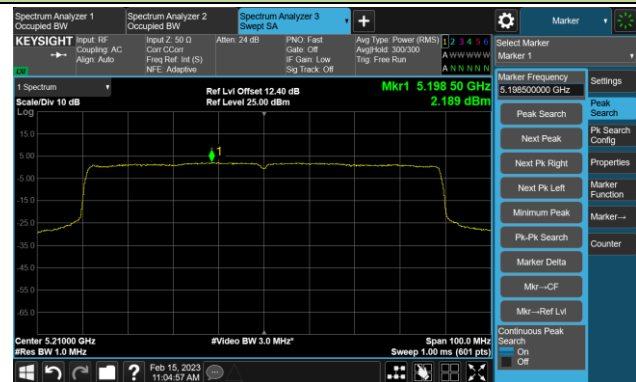 Spectrum Analyzer 1
Occupied BW
Spectrum Analyzer 2
Occupied BW
Spectrum Analyzer 3
Swept SA
Marker
KEYSIGHT
Input: RF
Coupling: AC
Align: Auto
Input Z: 50 Ω
Corr CCorr
Freq Ref: Int (S)
NFE: Adaptive
Atten: 24 dB
PNO: Fast
Gate: Off
IF Gain: Low
Sig Track: Off
Avg Type: Power (RMS)
Avg|Hold: 300/300
Trig: Free Run
1 2 3 4 5 6
A W W W W W
A N N N N N
Select Marker
Marker 1
1 Spectrum
Scale/Div 10 dB
Log
Ref Lvl Offset 12.40 dB
Ref Level 25.00 dBm
Mkr1 5.198 50 GHz
2.189 dBm
15.0
5.00
-5.00
-15.0
-25.0
-35.0
-45.0
-55.0
-65.0
1
Center 5.21000 GHz
#Res BW 1.0 MHz
#Video BW 3.0 MHz*
Span 100.0 MHz
Sweep 1.00 ms (601 pts)
Marker Frequency
5.198500000 GHz
Peak Search
Next Peak
Next Pk Right
Next Pk Left
Minimum Peak
Pk-Pk Search
Marker Delta
Mkr→CF
Mkr→Ref Lvl
Continuous Peak
Search
On
Off
Settings
Peak
Search
Pk Search
Config
Properties
Marker
Function
Marker→
Counter
Feb 15, 2023
11:04:57 AM